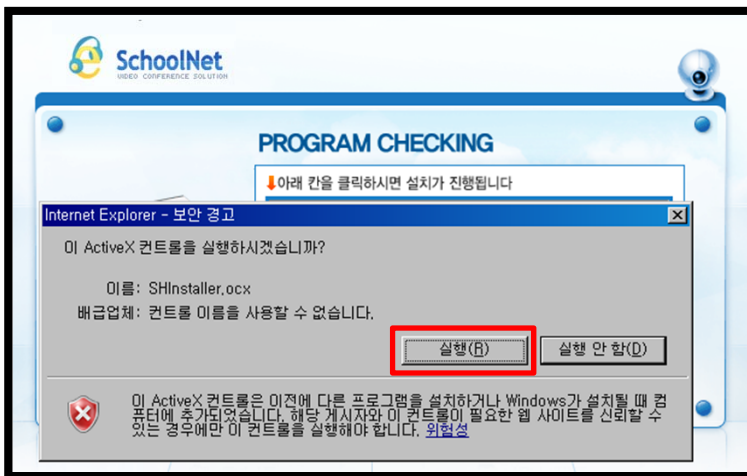 SchoolNet
VIDEO CONFERENCE SOLUTION
PROGRAM CHECKING
아래 칸을 클릭하시면 설치가 진행됩니다
Internet Explorer - 보안 경고
이 ActiveX 컨트롤을 실행하시겠습니까?
이름: SHInstaller.ocx
배급업체: 컨트롤 이름을 사용할 수 없습니다.
실행(R) 실행 안 함(D)
이 ActiveX 컨트롤은 이전에 다른 프로그램을 설치하거나 Windows가 설치될 때 컴
퓨터에 추가되었습니다. 해당 게시자와 이 컨트롤이 필요한 웹 사이트를 신뢰할 수
있는 경우에만 이 컨트롤을 실행해야 합니다. 위험성